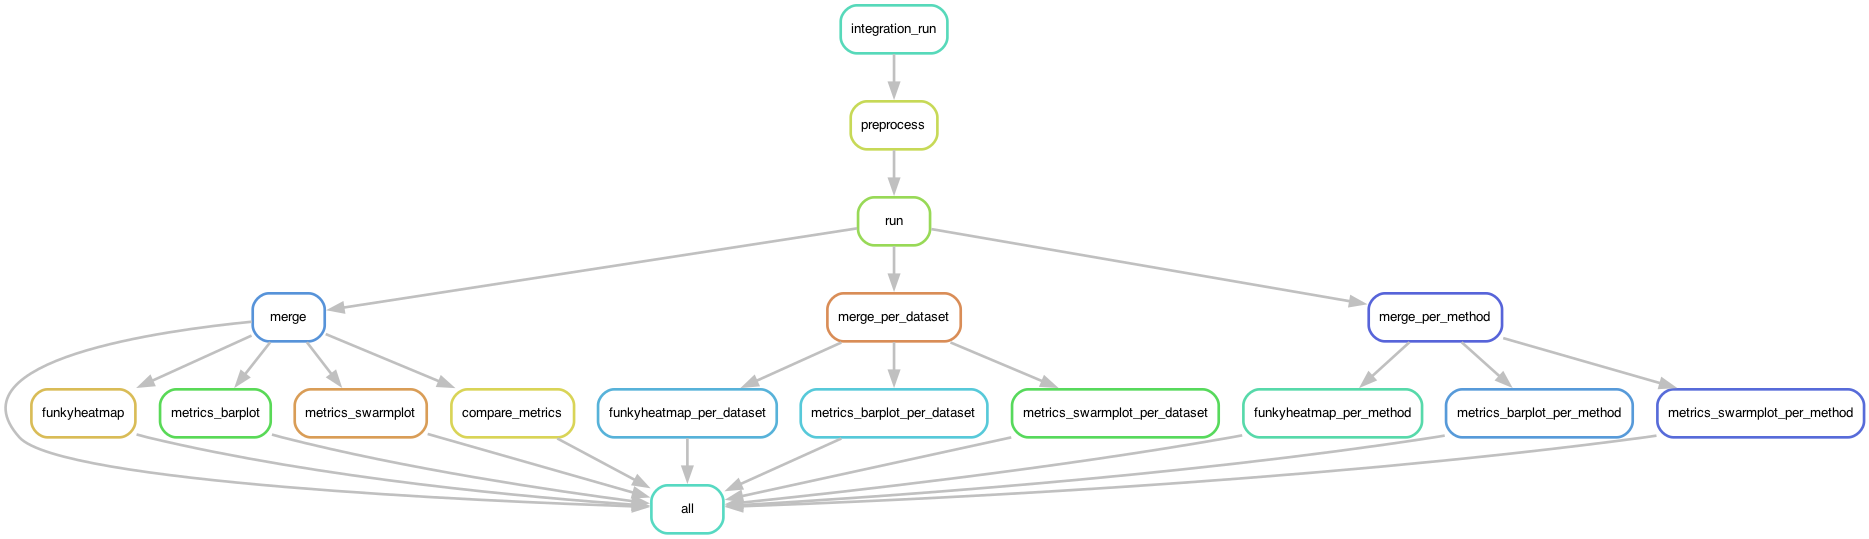 integration_run
preprocess
run
merge
merge_per_dataset
merge_per_method
funkyheatmap
metrics_barplot
metrics_swarmplot
compare_metrics
funkyheatmap_per_dataset
metrics_barplot_per_dataset
metrics_swarmplot_per_dataset
funkyheatmap_per_method
metrics_barplot_per_method
metrics_swarmplot_per_method
all